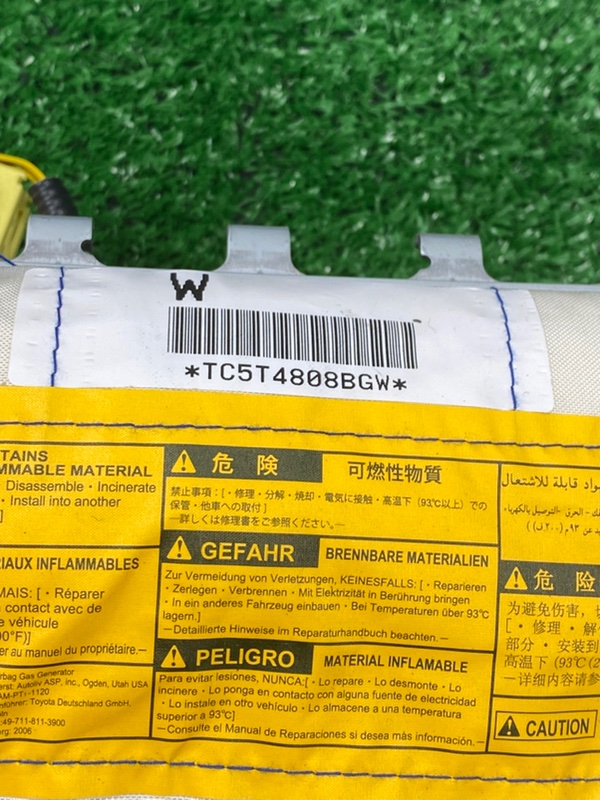 W
*TC5T4808BGW*
TAINS
MMABLE MATERIAL
Disassemble · Incinerate
· Install into another
]
RIAUX INFLAMMABLES
MAIS: [ · Réparer
contact avec de
e véhicule
00°F)]
er au manuel du propriétaire.—
rbag Gas Generator
erst: Autoliv ASP, inc., Ogden, Utah USA
AM-PT1-1120
nführer: Toyota Deutschland GmbH.
öln
:49-711-811-3900
org: 2006
危 険 可燃性物質
禁止事項：[ ・修理・分解・焼却・電気に接触・高温下（93℃以上）での
保管・他車への取付 ]
—詳しくは修理書をご参照ください。—
GEFAHR BRENNBARE MATERIALIEN
Zur Vermeidung von Verletzungen, KEINESFALLS: [ · Reparieren
· Zerlegen · Verbrennen · Mit Elektrizität in Berührung bringen
· In ein anderes Fahrzeug einbauen · Bei Temperaturen über 93°C
lagern.]
—Detaillierte Hinweise im Reparaturhandbuch beachten.—
PELIGRO MATERIAL INFLAMABLE
Para evitar lesiones, NUNCA:[ · Lo repare · Lo desmonte · Lo
incinere · Lo ponga en contacto con alguna fuente de electricidad
· Lo instale en otro vehículo · Lo almacene a una temperatura
superior a 93°C]
—Consulte el Manual de Reparaciones si desea más información.—
مواد قابلة للاشتعال
危 险
为避免伤害，切
[ · 修理 · 解
部分 · 安装到
高温下 (93℃(2
—详细内容请参
CAUTION